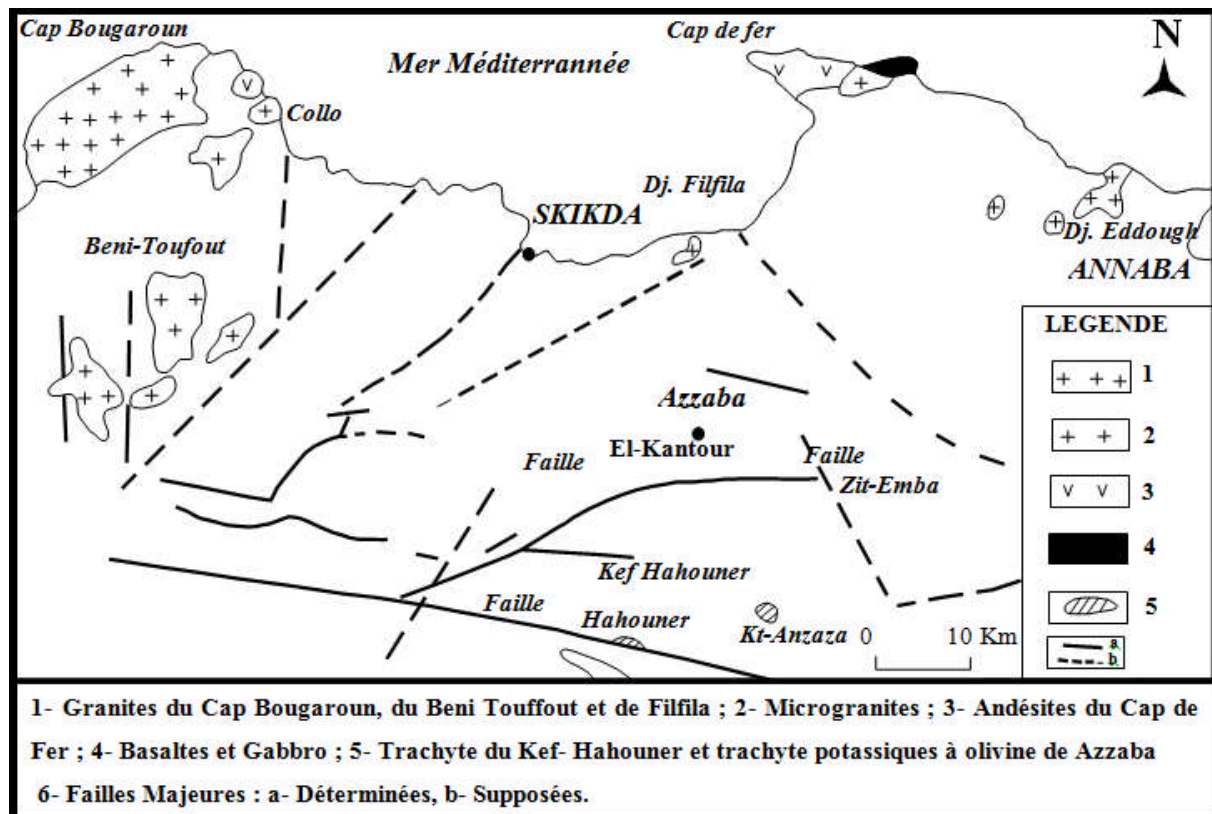 Cap Bougaroun
Cap de fer
N
Mer Méditerrannée
Collo
Dj. Filfila
SKIKDA
Beni-Toufout
Dj. Eddough
ANNABA
LEGENDE
1
2
3
4
5
a
b
Azzaba
El-Kantour
Faille
Faille
Zit-Emba
Kef Hahouner
Faille
Hahouner
Kt-Anzaza
0 10 Km
1- Granites du Cap Bougaroun, du Beni Touffout et de Filfila ; 2- Microgranites ; 3- Andésites du Cap de
Fer ; 4- Basaltes et Gabbro ; 5- Trachyte du Kef- Hahouner et trachyte potassiques à olivine de Azzaba
6- Failles Majeures : a- Déterminées, b- Supposées.